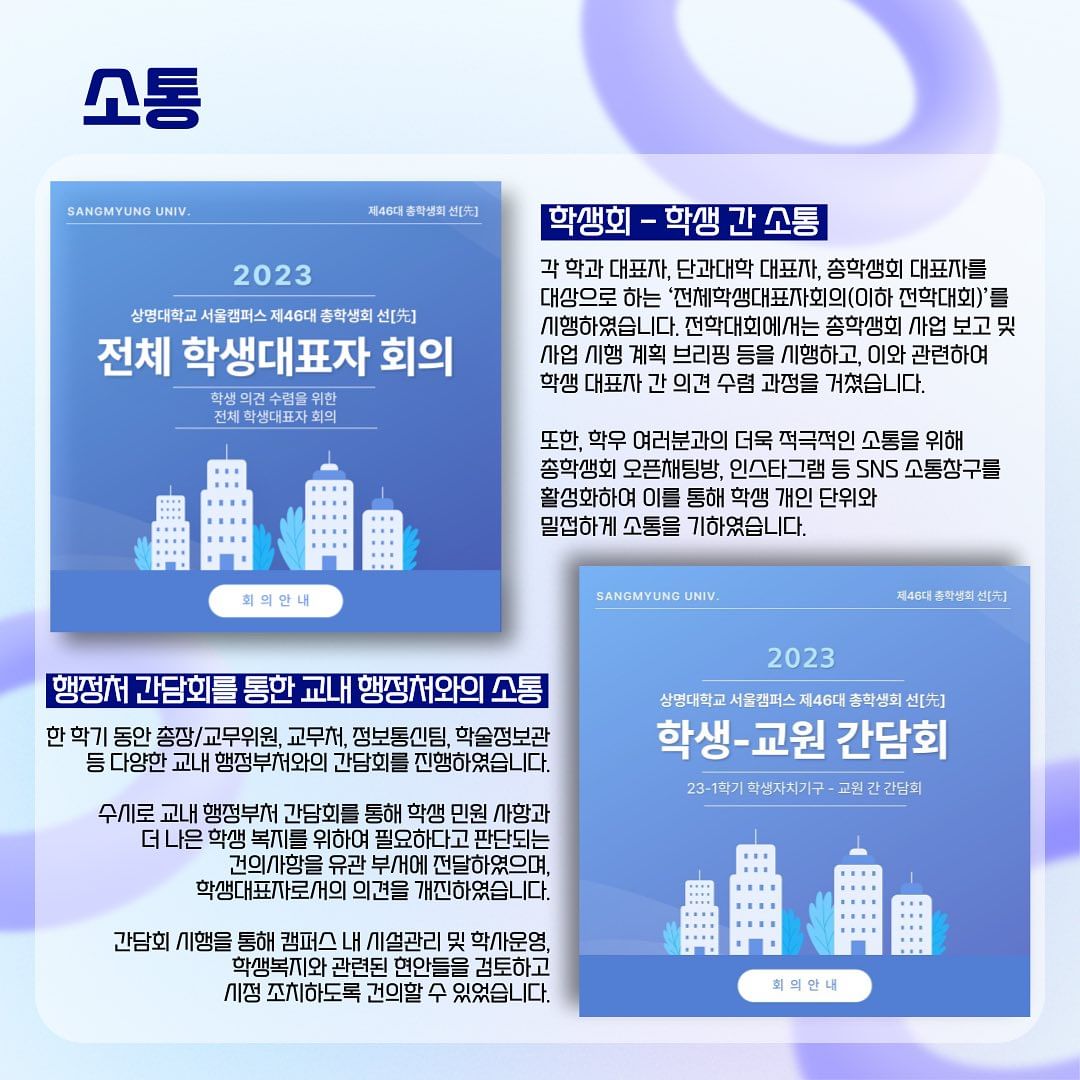 소통
SANGMYUNG UNIV.
제46대 총학생회 선[先]
2023
상명대학교 서울캠퍼스 제46대 총학생회 선[先]
전체 학생대표자 회의
학생 의견 수렴을 위한
전체 학생대표자 회의
회의안내
학생회 - 학생 간 소통
각 학과 대표자, 단과대학 대표자, 총학생회 대표자를
대상으로 하는 ‘전체학생대표자회의(이하 전학대회)’를
시행하였습니다. 전학대회에서는 총학생회 사업 보고 및
사업 시행 계획 브리핑 등을 시행하고, 이와 관련하여
학생 대표자 간 의견 수렴 과정을 거쳤습니다.
또한, 학우 여러분과의 더욱 적극적인 소통을 위해
총학생회 오픈채팅방, 인스타그램 등 SNS 소통창구를
활성화하여 이를 통해 학생 개인 단위와
밀접하게 소통을 기하였습니다.
행정처 간담회를 통한 교내 행정처와의 소통
한 학기 동안 총장/교무위원, 교무처, 정보통신팀, 학술정보관
등 다양한 교내 행정부처와의 간담회를 진행하였습니다.
수시로 교내 행정부처 간담회를 통해 학생 민원 사항과
더 나은 학생 복지를 위하여 필요하다고 판단되는
건의사항을 유관 부서에 전달하였으며,
학생대표자로서의 의견을 개진하였습니다.
간담회 시행을 통해 캠퍼스 내 시설관리 및 학사운영,
학생복지와 관련된 현안들을 검토하고
시정 조치하도록 건의할 수 있었습니다.
SANGMYUNG UNIV.
제46대 총학생회 선[先]
2023
상명대학교 서울캠퍼스 제46대 총학생회 선[先]
학생-교원 간담회
23-1학기 학생자치기구 - 교원 간 간담회
회의안내